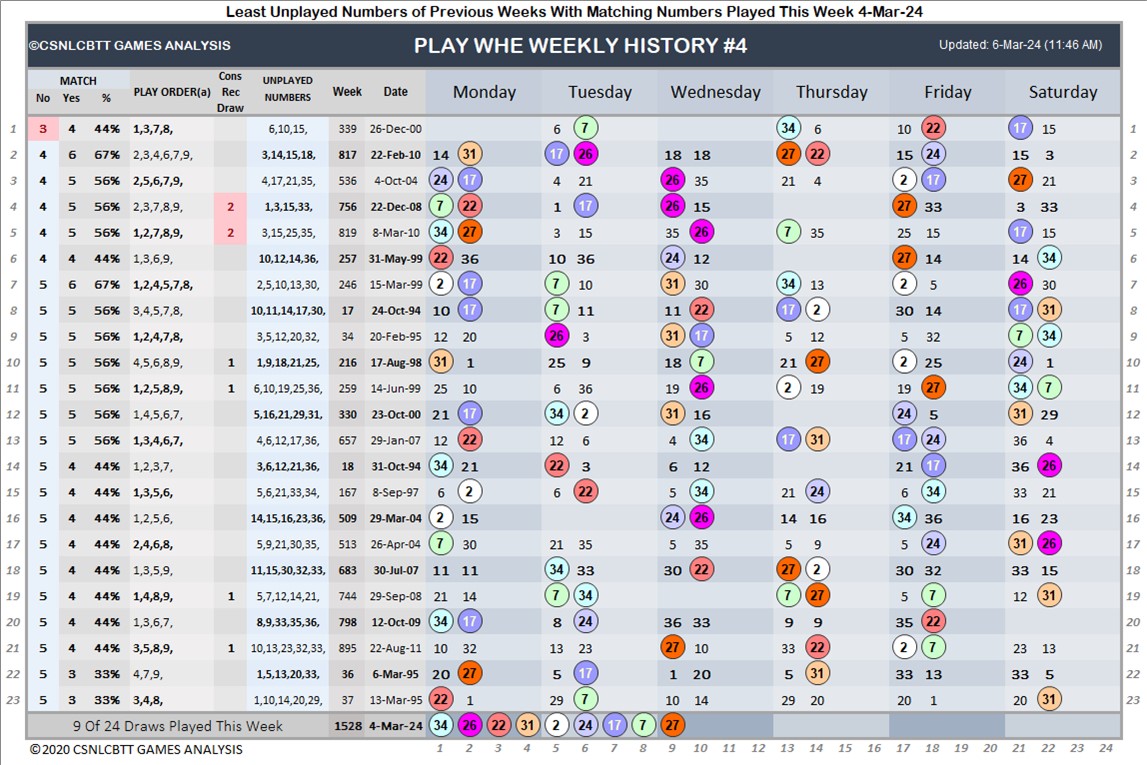 Least Unplayed Numbers of Previous Weeks With Matching Numbers Played This Week 4-Mar-24
©CSNLCBTT GAMES ANALYSIS PLAY WHE WEEKLY HISTORY #4 Updated: 6-Mar-24 (11:46 AM)
MATCH No Yes % PLAY ORDER(a) Cons Rec Draw UNPLAYED NUMBERS Week Date Monday Tuesday Wednesday Thursday Friday Saturday
1 3 4 44% 1,3,7,8, 6,10,15, 339 26-Dec-00 6 7 34 6 10 22 17 15 1
2 4 6 67% 2,3,4,6,7,9, 3,14,15,18, 817 22-Feb-10 14 31 17 26 18 18 27 22 15 24 15 3 2
3 4 5 56% 2,5,6,7,9, 4,17,21,35, 536 4-Oct-04 24 17 4 21 26 35 21 4 2 17 27 21 3
4 4 5 56% 2,3,7,8,9, 2 1,3,15,33, 756 22-Dec-08 7 22 1 17 26 15 27 33 3 33 4
5 4 5 56% 1,2,7,8,9, 2 3,15,25,35, 819 8-Mar-10 34 27 3 15 35 26 7 35 25 15 17 15 5
6 4 4 44% 1,3,6,9, 10,12,14,36, 257 31-May-99 22 36 10 36 24 12 27 14 14 34 6
7 5 6 67% 1,2,4,5,7,8, 2,5,10,13,30, 246 15-Mar-99 2 17 7 10 31 30 34 13 2 5 26 30 7
8 5 5 56% 3,4,5,7,8, 10,11,14,17,30, 17 24-Oct-94 10 17 7 11 11 22 17 2 30 14 17 31 8
9 5 5 56% 1,2,4,7,8, 3,5,12,20,32, 34 20-Feb-95 12 20 26 3 31 17 5 12 5 32 7 34 9
10 5 5 56% 4,5,6,8,9, 1 1,9,18,21,25, 216 17-Aug-98 31 1 25 9 18 7 21 27 2 25 24 1 10
11 5 5 56% 1,2,5,8,9, 1 6,10,19,25,36, 259 14-Jun-99 25 10 6 36 19 26 2 19 19 27 34 7 11
12 5 5 56% 1,4,5,6,7, 5,16,21,29,31, 330 23-Oct-00 21 17 34 2 31 16 24 5 31 29 12
13 5 5 56% 1,3,4,6,7, 4,6,12,17,36, 657 29-Jan-07 12 22 12 6 4 34 17 31 17 24 36 4 13
14 5 4 44% 1,2,3,7, 3,6,12,21,36, 18 31-Oct-94 34 21 22 3 6 12 21 17 36 26 14
15 5 4 44% 1,3,5,6, 5,6,21,33,34, 167 8-Sep-97 6 2 6 22 5 34 21 24 6 34 33 21 15
16 5 4 44% 1,2,5,6, 14,15,16,23,36, 509 29-Mar-04 2 15 24 26 14 16 34 36 16 23 16
17 5 4 44% 2,4,6,8, 5,9,21,30,35, 513 26-Apr-04 7 30 21 35 5 35 5 9 5 24 31 26 17
18 5 4 44% 1,3,5,9, 11,15,30,32,33, 683 30-Jul-07 11 11 34 33 30 22 27 2 30 32 33 15 18
19 5 4 44% 1,4,8,9, 1 5,7,12,14,21, 744 29-Sep-08 21 14 7 34 7 27 5 7 12 31 19
20 5 4 44% 1,3,6,7, 8,9,33,35,36, 798 12-Oct-09 34 17 8 24 36 33 9 9 35 22 20
21 5 4 44% 3,5,8,9, 1 10,13,23,32,33, 895 22-Aug-11 10 32 13 23 27 10 33 22 2 7 23 13 21
22 5 3 33% 4,7,9, 1,5,13,20,33, 36 6-Mar-95 20 27 5 17 1 20 5 31 33 13 33 5 22
23 5 3 33% 3,4,8, 1,10,14,20,29, 37 13-Mar-95 22 1 29 7 10 14 29 20 20 1 20 31 23
9 Of 24 Draws Played This Week 1528 4-Mar-24 34 26 22 31 2 24 17 7 27
©2020 CSNLCBTT GAMES ANALYSIS 1 2 3 4 5 6 7 8 9 10 11 12 13 14 15 16 17 18 19 20 21 22 23 24